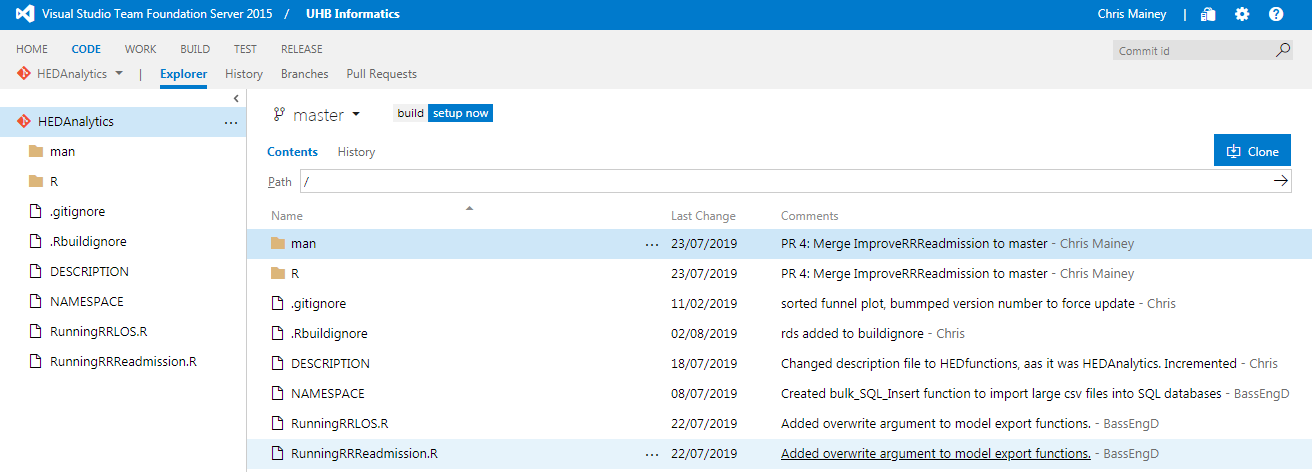 Visual Studio Team Foundation Server 2015 / UHB Informatics Chris Mainey | ?
HOME CODE WORK BUILD TEST RELEASE Commit id
HEDAnalytics | Explorer History Branches Pull Requests
HEDAnalytics ...
man
R
.gitignore
.Rbuildignore
DESCRIPTION
NAMESPACE
RunningRRLOS.R
RunningRRReadmission.R
master build setup now
Contents History Clone
Path /
Name Last Change Comments
man ... 23/07/2019 PR 4: Merge ImproveRRReadmission to master - Chris Mainey
R 23/07/2019 PR 4: Merge ImproveRRReadmission to master - Chris Mainey
.gitignore 11/02/2019 sorted funnel plot, bummped version number to force update - Chris
.Rbuildignore 02/08/2019 rds added to buildignore - Chris
DESCRIPTION 18/07/2019 Changed description file to HEDfunctions, aas it was HEDAnalytics. Incremented - Chris
NAMESPACE 08/07/2019 Created bulk_SQL_Insert function to import large csv files into SQL databases - BassEngD
RunningRRLOS.R 22/07/2019 Added overwrite argument to model export functions. - BassEngD
RunningRRReadmission.R ... 22/07/2019 Added overwrite argument to model export functions. - BassEngD